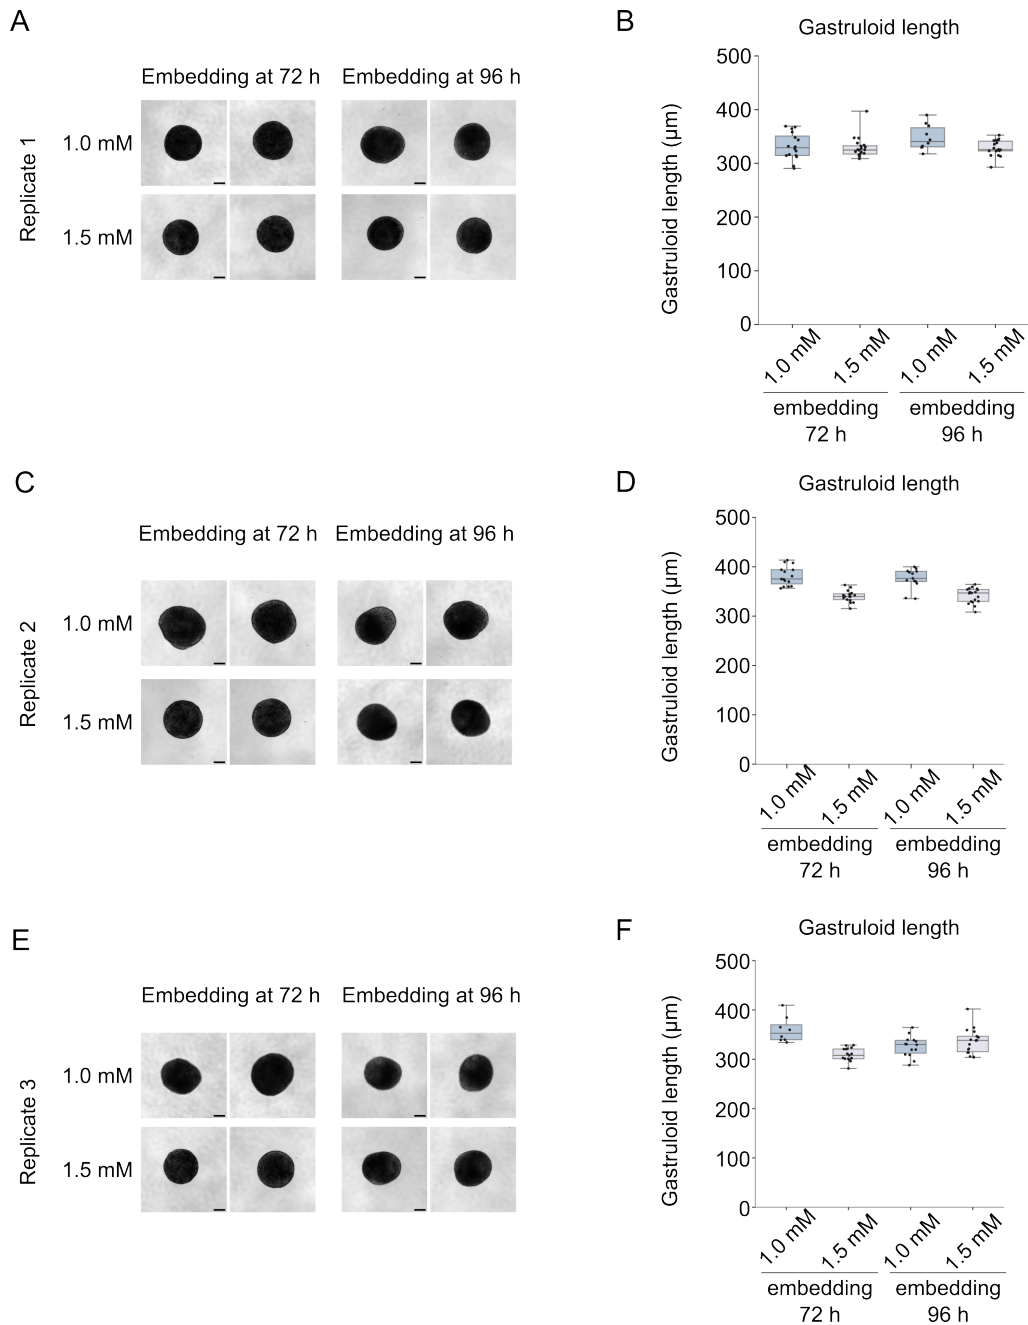 A
Embedding at 72 h
Embedding at 96 h
Replicate 1
1.0 mM
1.5 mM
B
Gastruloid length
Gastruloid length (µm)
500
400
300
200
100
0
1.0 mM
1.5 mM
1.0 mM
1.5 mM
embedding
72 h
embedding
96 h
C
Embedding at 72 h
Embedding at 96 h
Replicate 2
1.0 mM
1.5 mM
D
Gastruloid length
Gastruloid length (µm)
500
400
300
200
100
0
1.0 mM
1.5 mM
1.0 mM
1.5 mM
embedding
72 h
embedding
96 h
E
Embedding at 72 h
Embedding at 96 h
Replicate 3
1.0 mM
1.5 mM
F
Gastruloid length
Gastruloid length (µm)
500
400
300
200
100
0
1.0 mM
1.5 mM
1.0 mM
1.5 mM
embedding
72 h
embedding
96 h